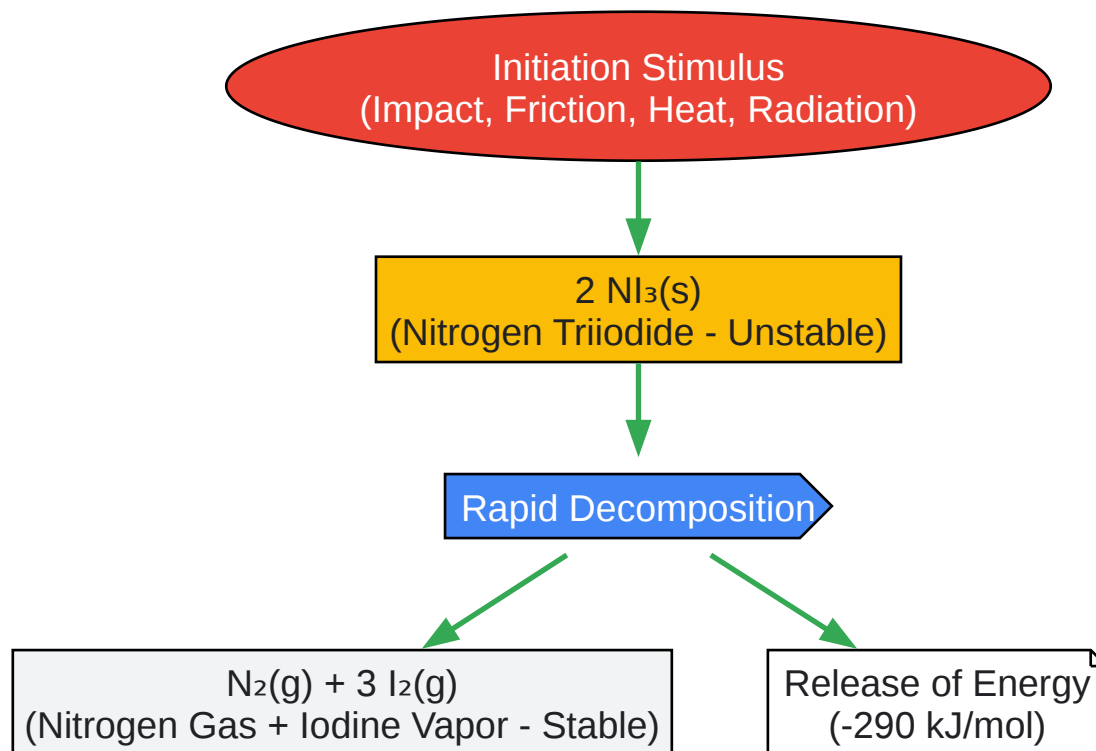 Initiation Stimulus
(Impact, Friction, Heat, Radiation)
2 NI₃(s)
(Nitrogen Triiodide - Unstable)
Rapid Decomposition
N₂(g) + 3 I₂(g)
(Nitrogen Gas + Iodine Vapor - Stable)
Release of Energy
(-290 kJ/mol)